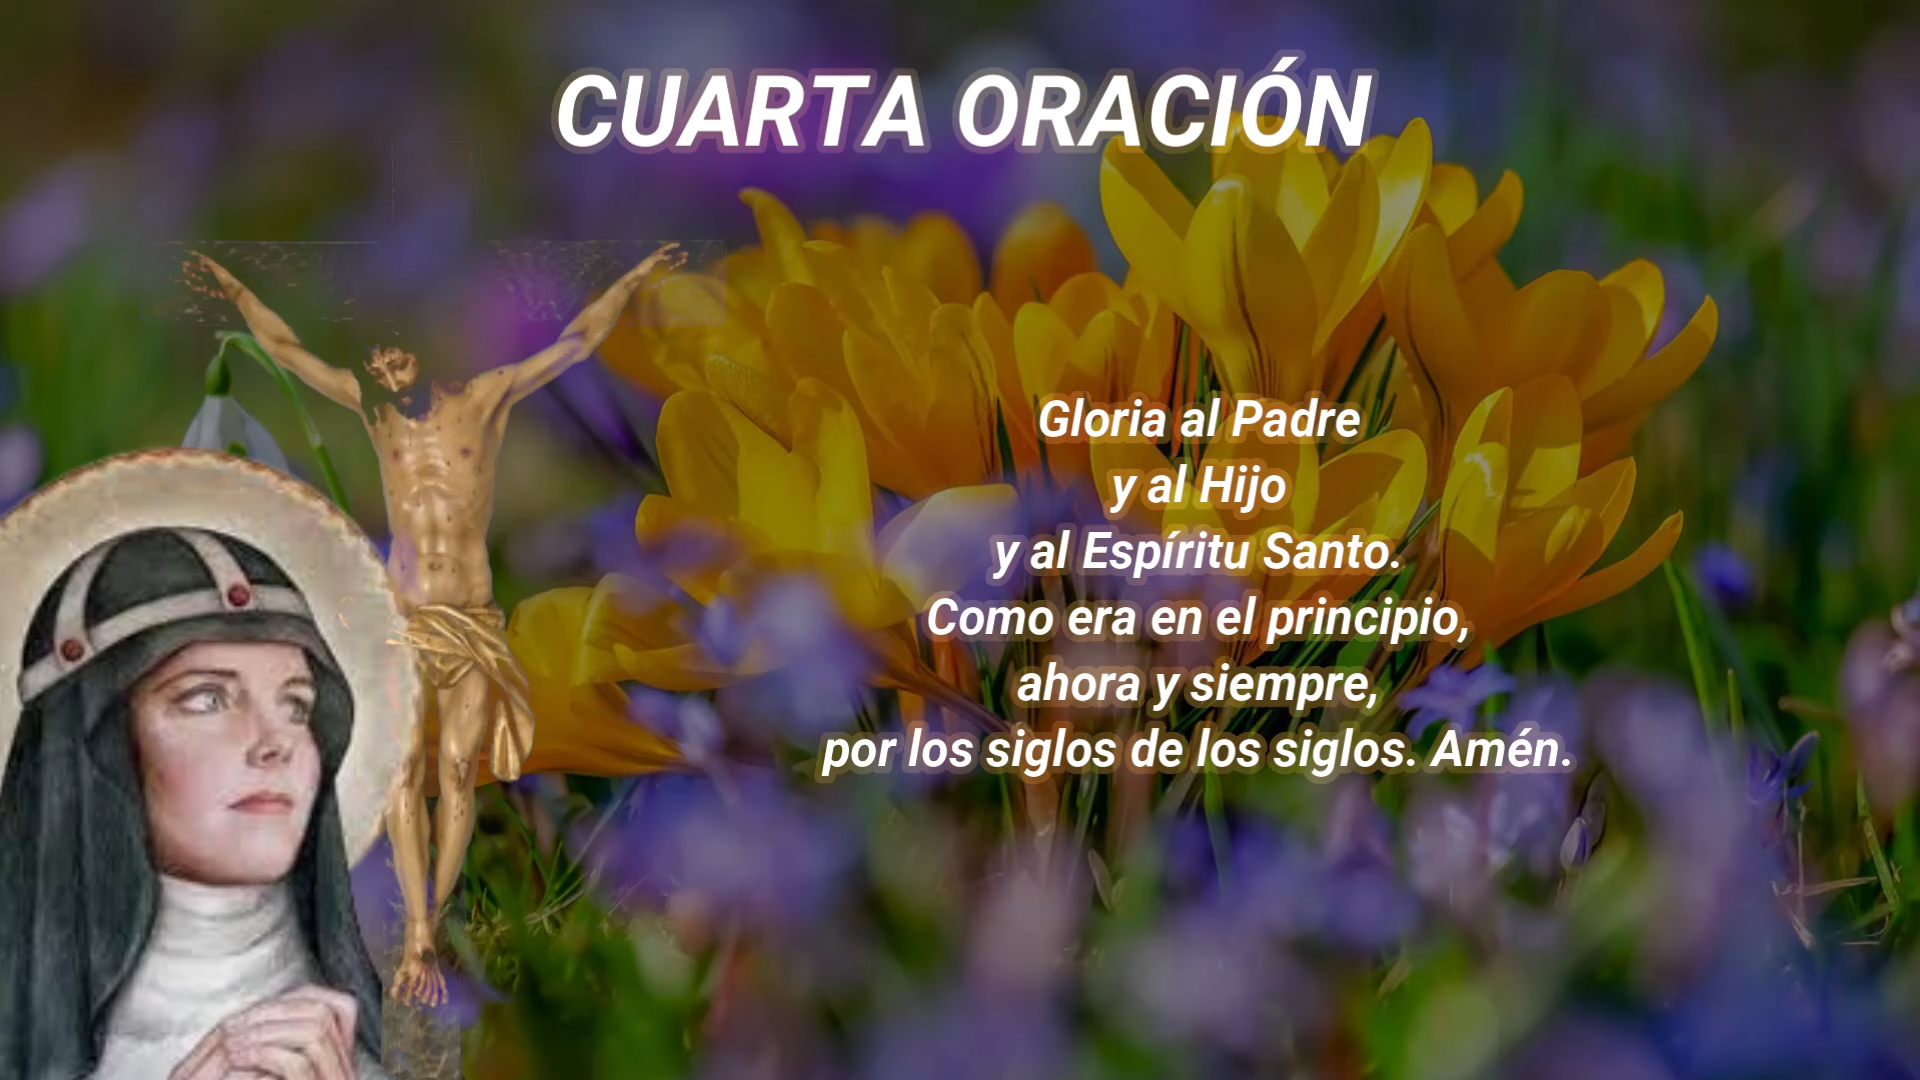 CUARTA ORACIÓN
Gloria al Padre
y al Hijo
y al Espíritu Santo.
Como era en el principio,
ahora y siempre,
por los siglos de los siglos. Amén.